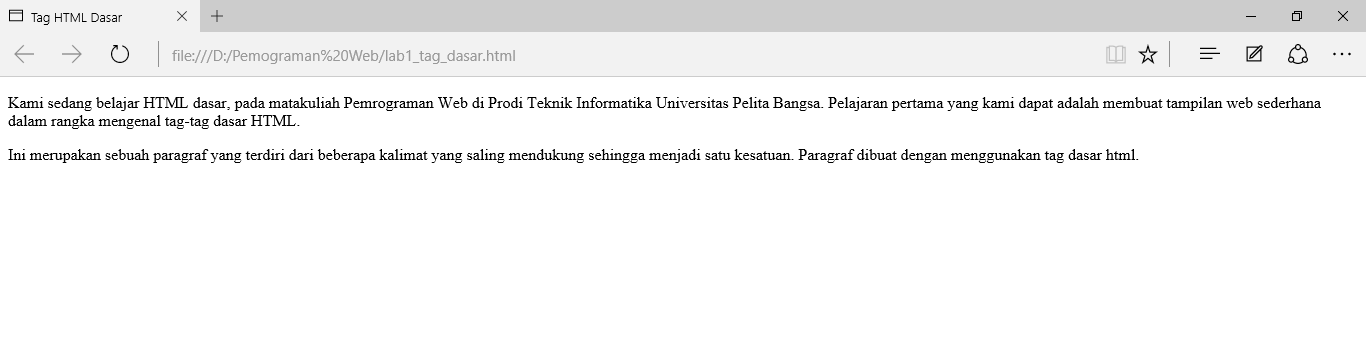 Tag HTML Dasar
file:///D:/Pemograman%20Web/lab1_tag_dasar.html
Kami sedang belajar HTML dasar, pada matakuliah Pemrograman Web di Prodi Teknik Informatika Universitas Pelita Bangsa. Pelajaran pertama yang kami dapat adalah membuat tampilan web sederhana
dalam rangka mengenal tag-tag dasar HTML.
Ini merupakan sebuah paragraf yang terdiri dari beberapa kalimat yang saling mendukung sehingga menjadi satu kesatuan. Paragraf dibuat dengan menggunakan tag dasar html.